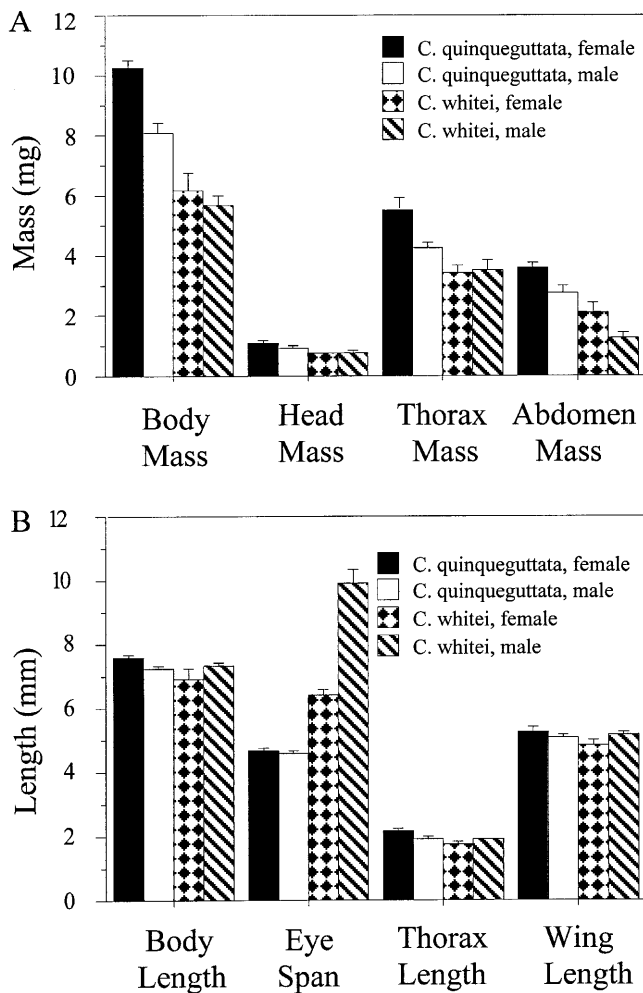 A
12
10
8
6
4
2
0
Mass (mg)
C. quinqueguttata, female
C. quinqueguttata, male
C. whitei, female
C. whitei, male
Body Mass
Head Mass
Thorax Mass
Abdomen Mass
B
12
10
8
6
4
2
0
Length (mm)
C. quinqueguttata, female
C. quinqueguttata, male
C. whitei, female
C. whitei, male
Body Length
Eye Span
Thorax Length
Wing Length